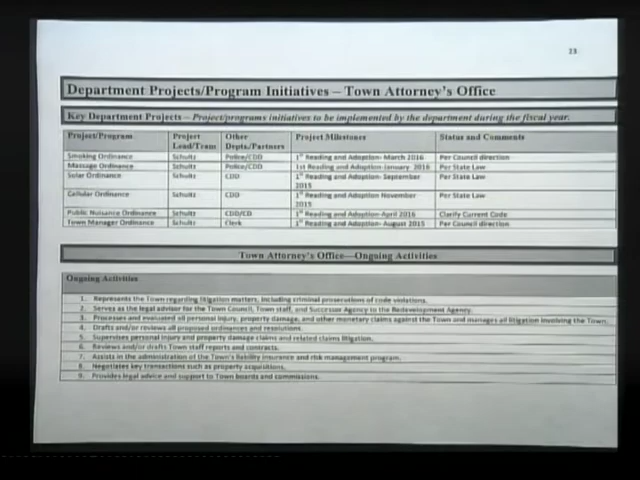 23
Department Projects/Program Initiatives – Town Attorney's Office
Key Department Projects – Project/programs initiatives to be implemented by the department during the fiscal year.
Project/Program Project Lead/Team Other Depts/Partners Project Milestones Status and Comments
Smoking Ordinance Schultz Police/CDD 1st Reading and Adoption- March 2016 Per Council direction
Massage Ordinance Schultz Police/CDD 1st Reading and Adoption-January 2016 Per State Law
Solar Ordinance Schultz CDD 1st Reading and Adoption- September 2015 Per State Law
Cellular Ordinance Schultz CDD 1st Reading and Adoption November 2015 Per State Law
Public Nuisance Ordinance Schultz CDD/CD 1st Reading and Adoption-April 2016 Clarify Current Code
Town Manager Ordinance Schultz Clerk 1st Reading and Adoption- August 2015 Per Council direction
Town Attorney's Office—Ongoing Activities
Ongoing Activities
1. Represents the Town regarding litigation matters, including criminal prosecutions of code violations.
2. Serves as the legal advisor for the Town Council, Town staff, and Successor Agency to the Redevelopment Agency.
3. Processes and evaluated all personal injury, property damage, and other monetary claims against the Town and manages all litigation involving the Town.
4. Drafts and/or reviews all proposed ordinances and resolutions.
5. Supervises personal injury and property damage claims and related claims litigation.
6. Reviews and/or drafts Town staff reports and contracts.
7. Assists in the administration of the Town's liability insurance and risk management program.
8. Negotiates key transactions such as property acquisitions.
9. Provides legal advice and support to Town boards and commissions.